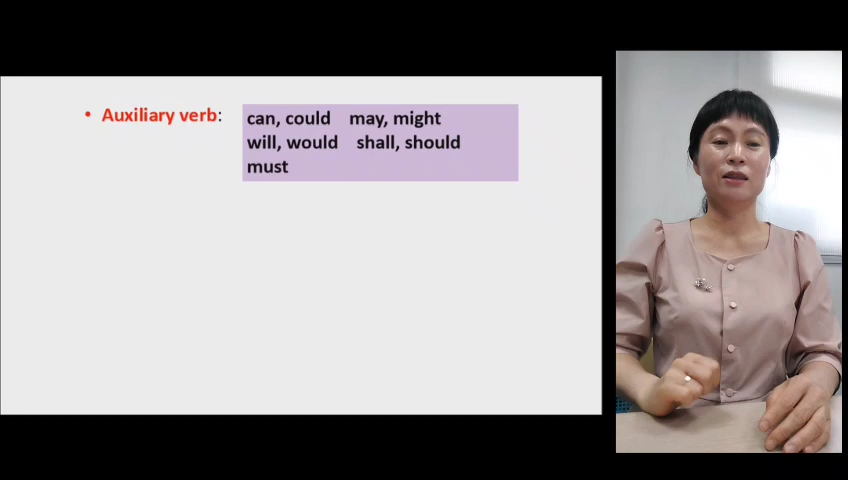 • Auxiliary verb:
can, could may, might
will, would shall, should
must